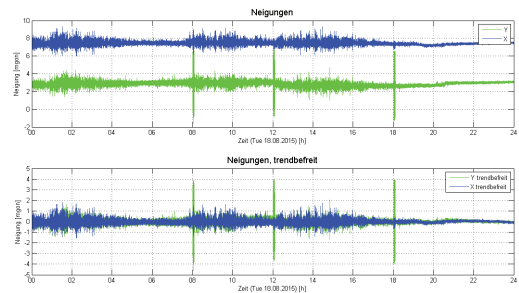 Neigungen
Y
X
Neigung [mgon]
10
8
6
4
2
0
-2
00 02 04 06 08 10 12 14 16 18 20 22 24
Zeit (Tue 18.08.2015) [h]
Neigungen, trendbefreit
Y trendbefreit
X trendbefreit
Neigung [mgon]
5
4
3
2
1
0
-1
-2
-3
-4
-5
00 02 04 06 08 10 12 14 16 18 20 22 24
Zeit (Tue 18.08.2015) [h]